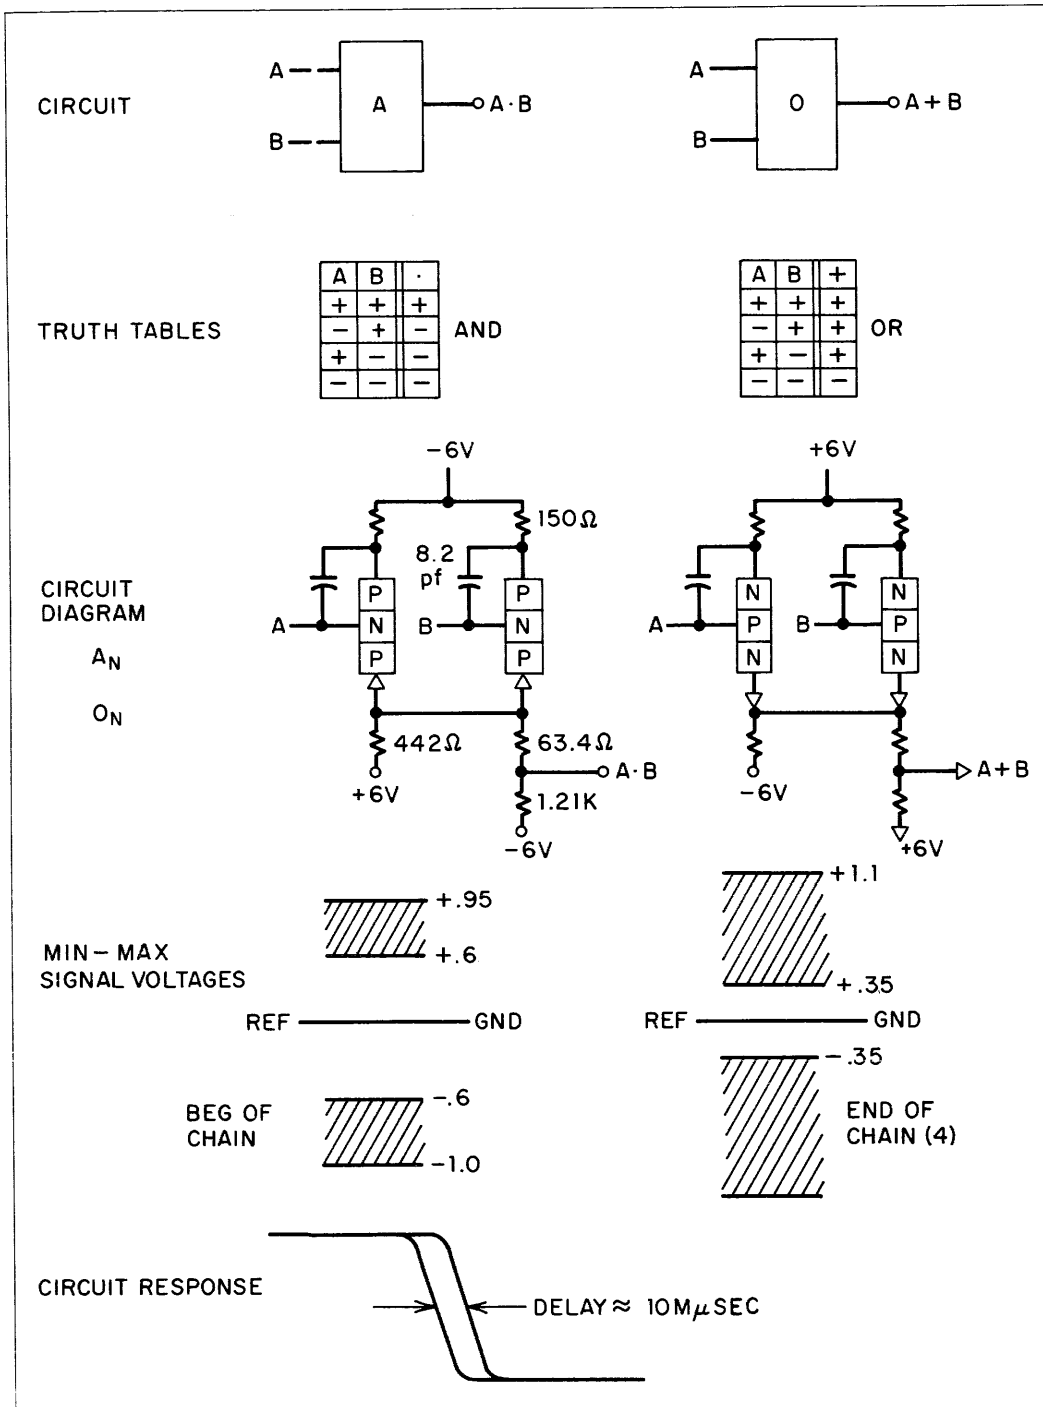 CIRCUIT
A
B
A
A · B
A
B
O
A + B
TRUTH TABLES
A B ·
+ + +
− + −
+ − −
− − −
AND
A B +
+ + +
− + +
+ − +
− − −
OR
CIRCUIT
DIAGRAM
AN
ON
−6V
150Ω
8.2
pf
P
N
P
P
N
P
A
B
442Ω
63.4Ω
+6V
A · B
1.21K
−6V
+6V
N
P
N
N
P
N
A
B
−6V
A + B
+6V
MIN − MAX
SIGNAL VOLTAGES
+.95
+.6
+1.1
+.35
REF
GND
REF
GND
BEG OF
CHAIN
−.6
−1.0
−.35
END OF
CHAIN (4)
CIRCUIT RESPONSE
DELAY ≈ 10MμSEC